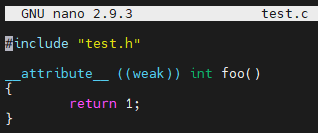 GNU nano 2.9.3 test.c
#include "test.h"
__attribute__ ((weak)) int foo()
{
return 1;
}